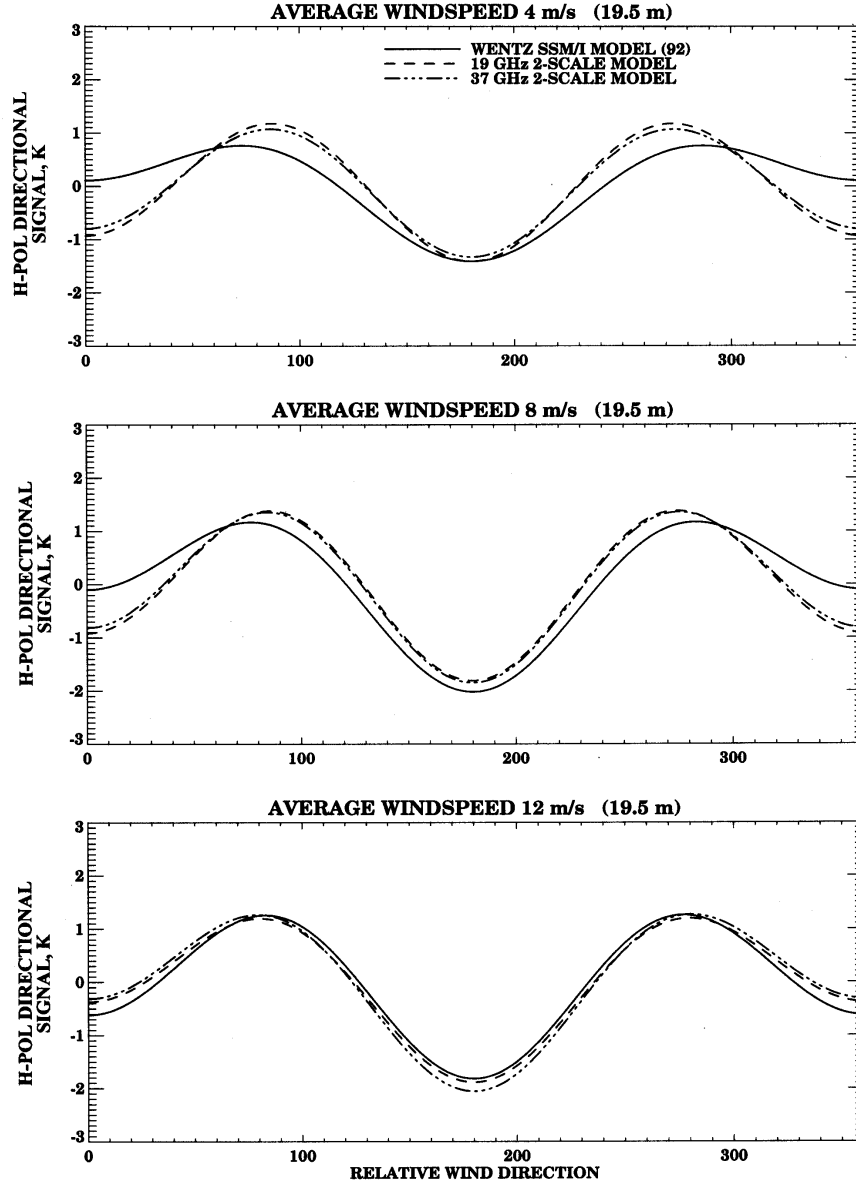 AVERAGE WINDSPEED 4 m/s (19.5 m)
WENTZ SSM/I MODEL (92)
19 GHz 2-SCALE MODEL
37 GHz 2-SCALE MODEL
H-POL DIRECTIONAL
SIGNAL, K
3
2
1
0
-1
-2
-3
0 100 200 300
AVERAGE WINDSPEED 8 m/s (19.5 m)
H-POL DIRECTIONAL
SIGNAL, K
3
2
1
0
-1
-2
-3
0 100 200 300
AVERAGE WINDSPEED 12 m/s (19.5 m)
H-POL DIRECTIONAL
SIGNAL, K
3
2
1
0
-1
-2
-3
0 100 200 300
RELATIVE WIND DIRECTION